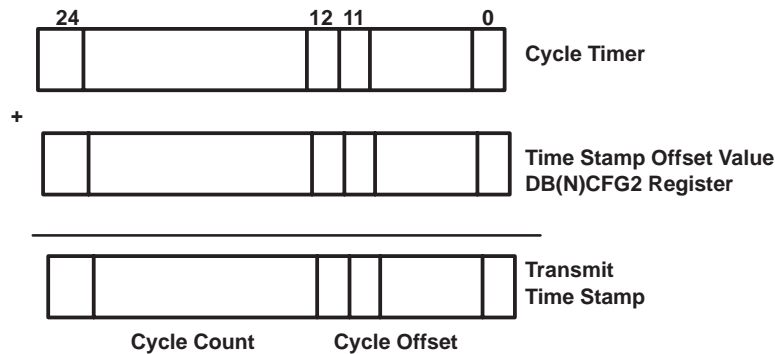 24 12 11 0
Cycle Timer
+
Time Stamp Offset Value
DB(N)CFG2 Register
Transmit
Time Stamp
Cycle Count Cycle Offset